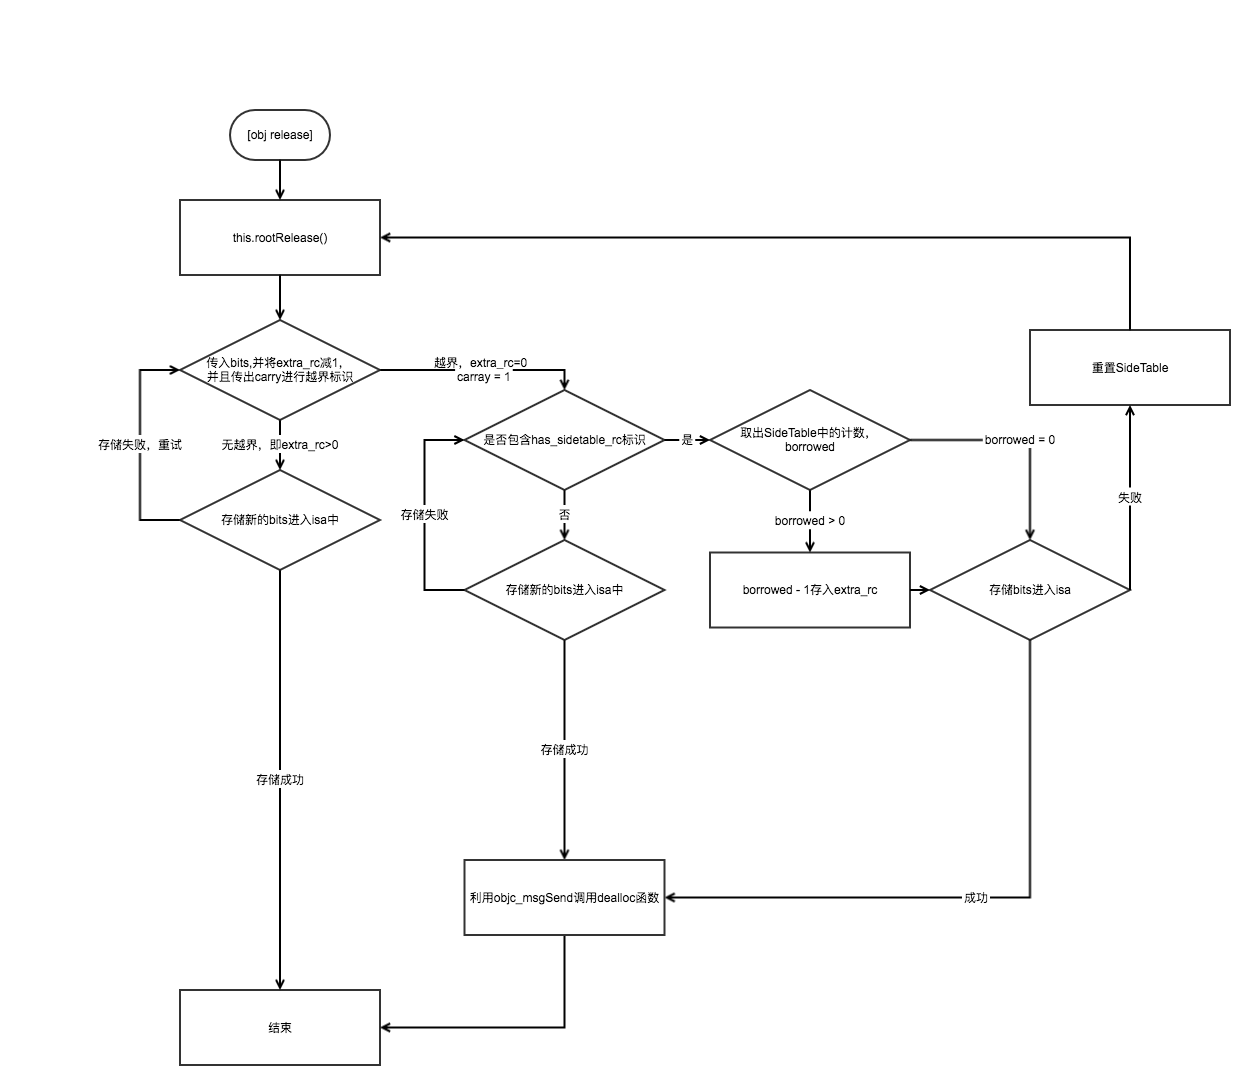 [obj release]
this.rootRelease()
传入bits,并将extra_rc减1,
并且传出carry进行越界标识
越界，extra_rc=0
carray = 1
重置SideTable
存储失败，重试
无越界，即extra_rc>0
是否包含has_sidetable_rc标识
是
取出SideTable中的计数，
borrowed
borrowed = 0
失败
存储新的bits进入isa中
存储失败
否
borrowed > 0
存储新的bits进入isa中
borrowed - 1存入extra_rc
存储bits进入isa
存储成功
存储成功
利用objc_msgSend调用dealloc函数
成功
结束